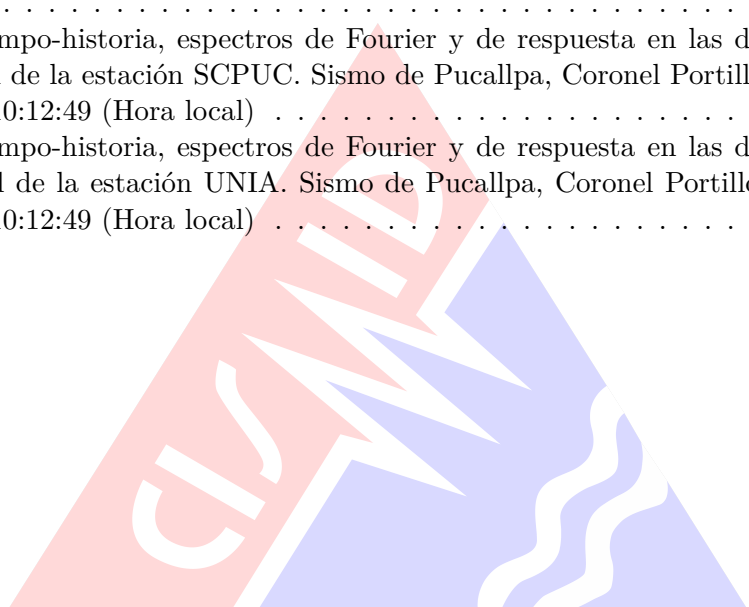 . . . . . . . . . . . . . . . . . . . . . . . . . . . . . . . .
mpo-historia, espectros de Fourier y de respuesta en las d
de la estación SCPUC. Sismo de Pucallpa, Coronel Portill
0:12:49 (Hora local) . . . . . . . . . . . . . . . . . . . . .
mpo-historia, espectros de Fourier y de respuesta en las d
l de la estación UNIA. Sismo de Pucallpa, Coronel Portill
0:12:49 (Hora local) . . . . . . . . . . . . . . . . . . . . .
CISMID